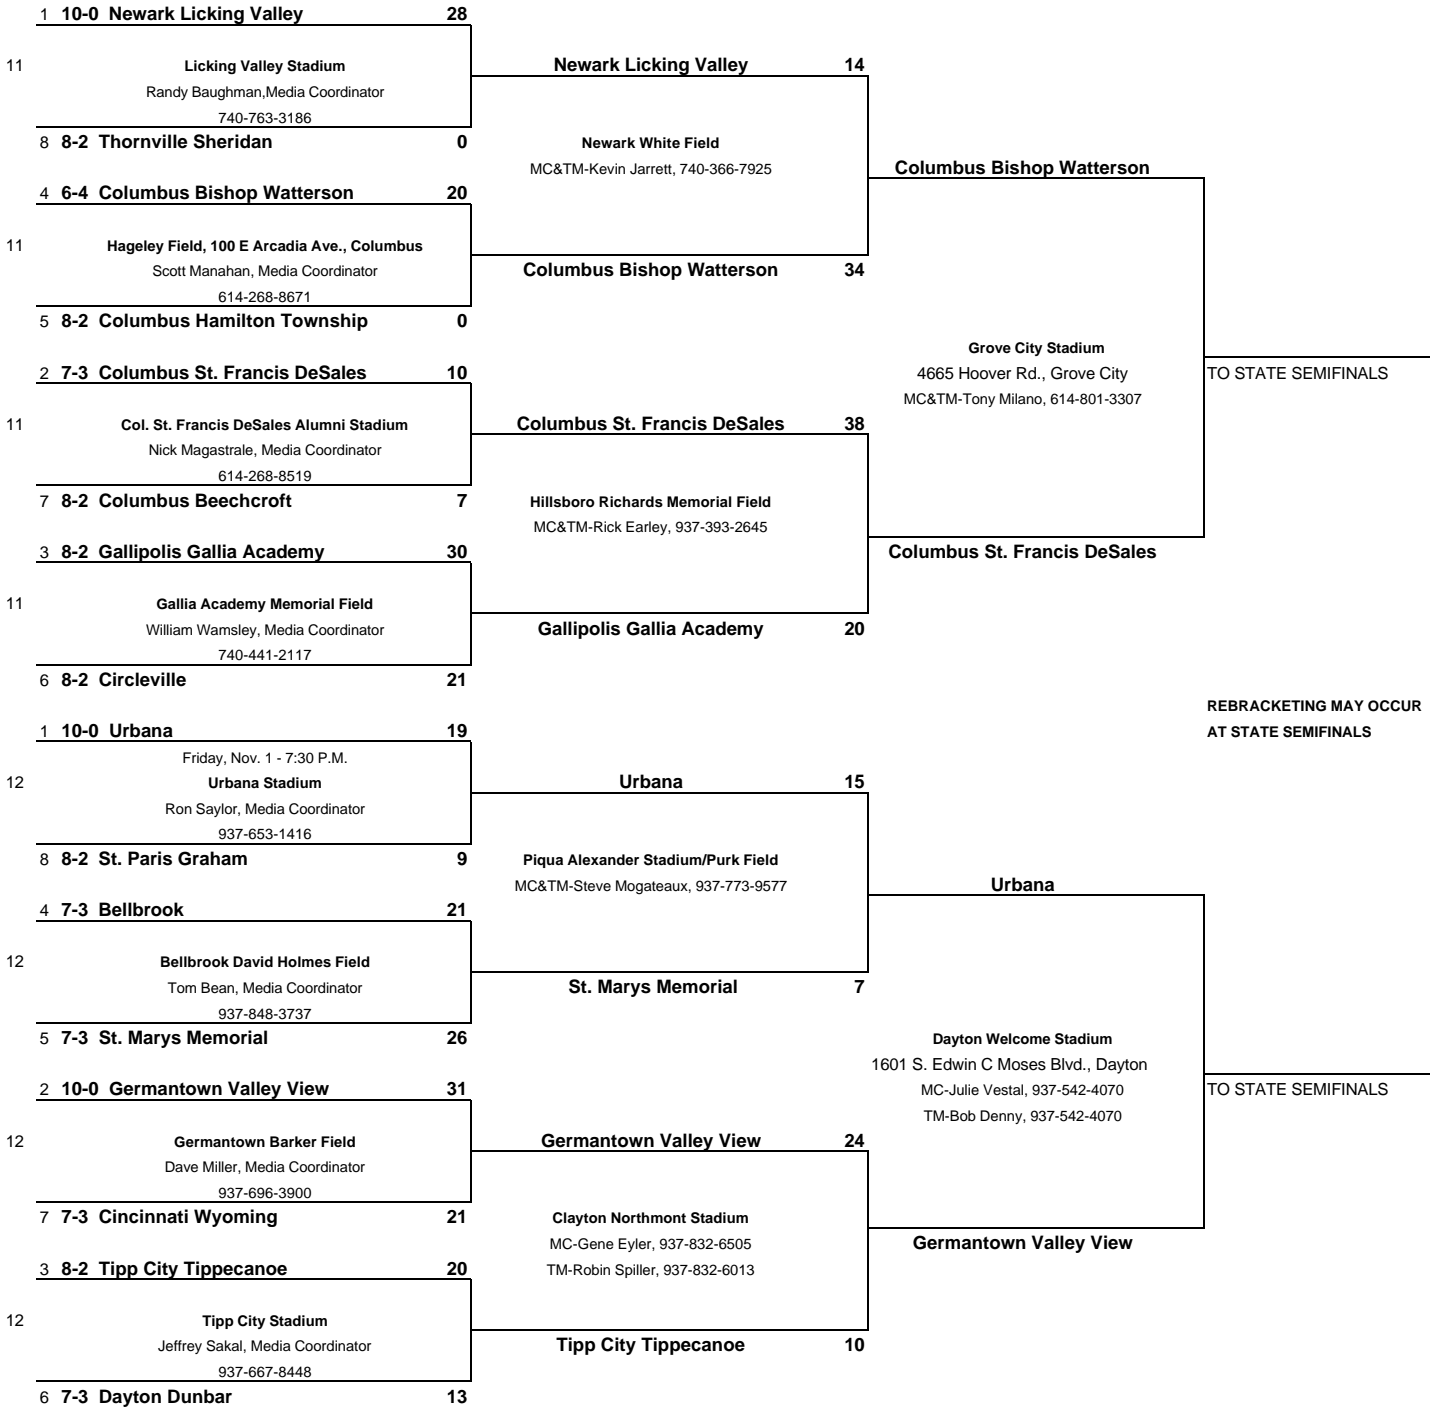 1 10-0 Newark Licking Valley 28
11 Licking Valley Stadium
Randy Baughman,Media Coordinator
740-763-3186
8 8-2 Thornville Sheridan 0
4 6-4 Columbus Bishop Watterson 20
11 Hageley Field, 100 E Arcadia Ave., Columbus
Scott Manahan, Media Coordinator
614-268-8671
5 8-2 Columbus Hamilton Township 0
2 7-3 Columbus St. Francis DeSales 10
11 Col. St. Francis DeSales Alumni Stadium
Nick Magastrale, Media Coordinator
614-268-8519
7 8-2 Columbus Beechcroft 7
3 8-2 Gallipolis Gallia Academy 30
11 Gallia Academy Memorial Field
William Wamsley, Media Coordinator
740-441-2117
6 8-2 Circleville 21
1 10-0 Urbana 19
Friday, Nov. 1 - 7:30 P.M.
12 Urbana Stadium
Ron Saylor, Media Coordinator
937-653-1416
8 8-2 St. Paris Graham 9
4 7-3 Bellbrook 21
12 Bellbrook David Holmes Field
Tom Bean, Media Coordinator
937-848-3737
5 7-3 St. Marys Memorial 26
2 10-0 Germantown Valley View 31
12 Germantown Barker Field
Dave Miller, Media Coordinator
937-696-3900
7 7-3 Cincinnati Wyoming 21
3 8-2 Tipp City Tippecanoe 20
12 Tipp City Stadium
Jeffrey Sakal, Media Coordinator
937-667-8448
6 7-3 Dayton Dunbar 13
Newark Licking Valley 14
Newark White Field
MC&TM-Kevin Jarrett, 740-366-7925
Columbus Bishop Watterson 34
Columbus St. Francis DeSales 38
Hillsboro Richards Memorial Field
MC&TM-Rick Earley, 937-393-2645
Gallipolis Gallia Academy 20
Urbana 15
Piqua Alexander Stadium/Purk Field
MC&TM-Steve Mogateaux, 937-773-9577
St. Marys Memorial 7
Germantown Valley View 24
Clayton Northmont Stadium
MC-Gene Eyler, 937-832-6505
TM-Robin Spiller, 937-832-6013
Tipp City Tippecanoe 10
Columbus Bishop Watterson
Grove City Stadium
4665 Hoover Rd., Grove City
MC&TM-Tony Milano, 614-801-3307
Columbus St. Francis DeSales
Urbana
Dayton Welcome Stadium
1601 S. Edwin C Moses Blvd., Dayton
MC-Julie Vestal, 937-542-4070
TM-Bob Denny, 937-542-4070
Germantown Valley View
TO STATE SEMIFINALS
REBRACKETING MAY OCCUR
AT STATE SEMIFINALS
TO STATE SEMIFINALS